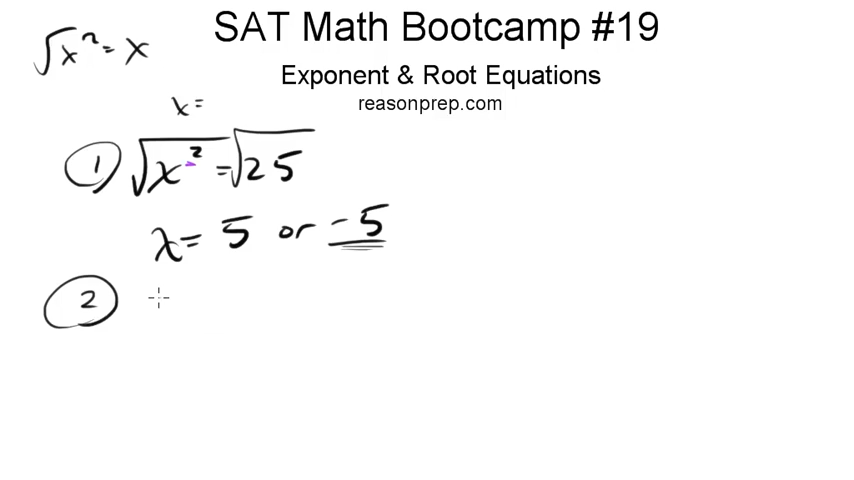 √x² = x
SAT Math Bootcamp #19
Exponent & Root Equations
reasonprep.com
x =
① √x² = √25
x = 5 or -5
②